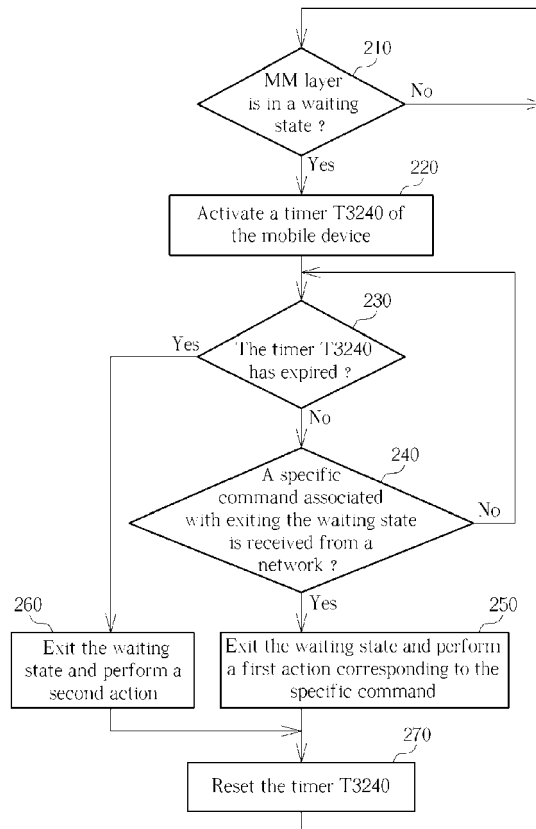 210
MM layer
is in a waiting
state ?
No
Yes
220
Activate a timer T3240 of
the mobile device
230
Yes
The timer T3240
has expired ?
No
240
A specific
command associated
with exiting the waiting state
is received from a
network ?
No
Yes
260
250
Exit the waiting
state and perform a
second action
Exit the waiting state and perform
a first action corresponding to the
specific command
270
Reset the timer T3240